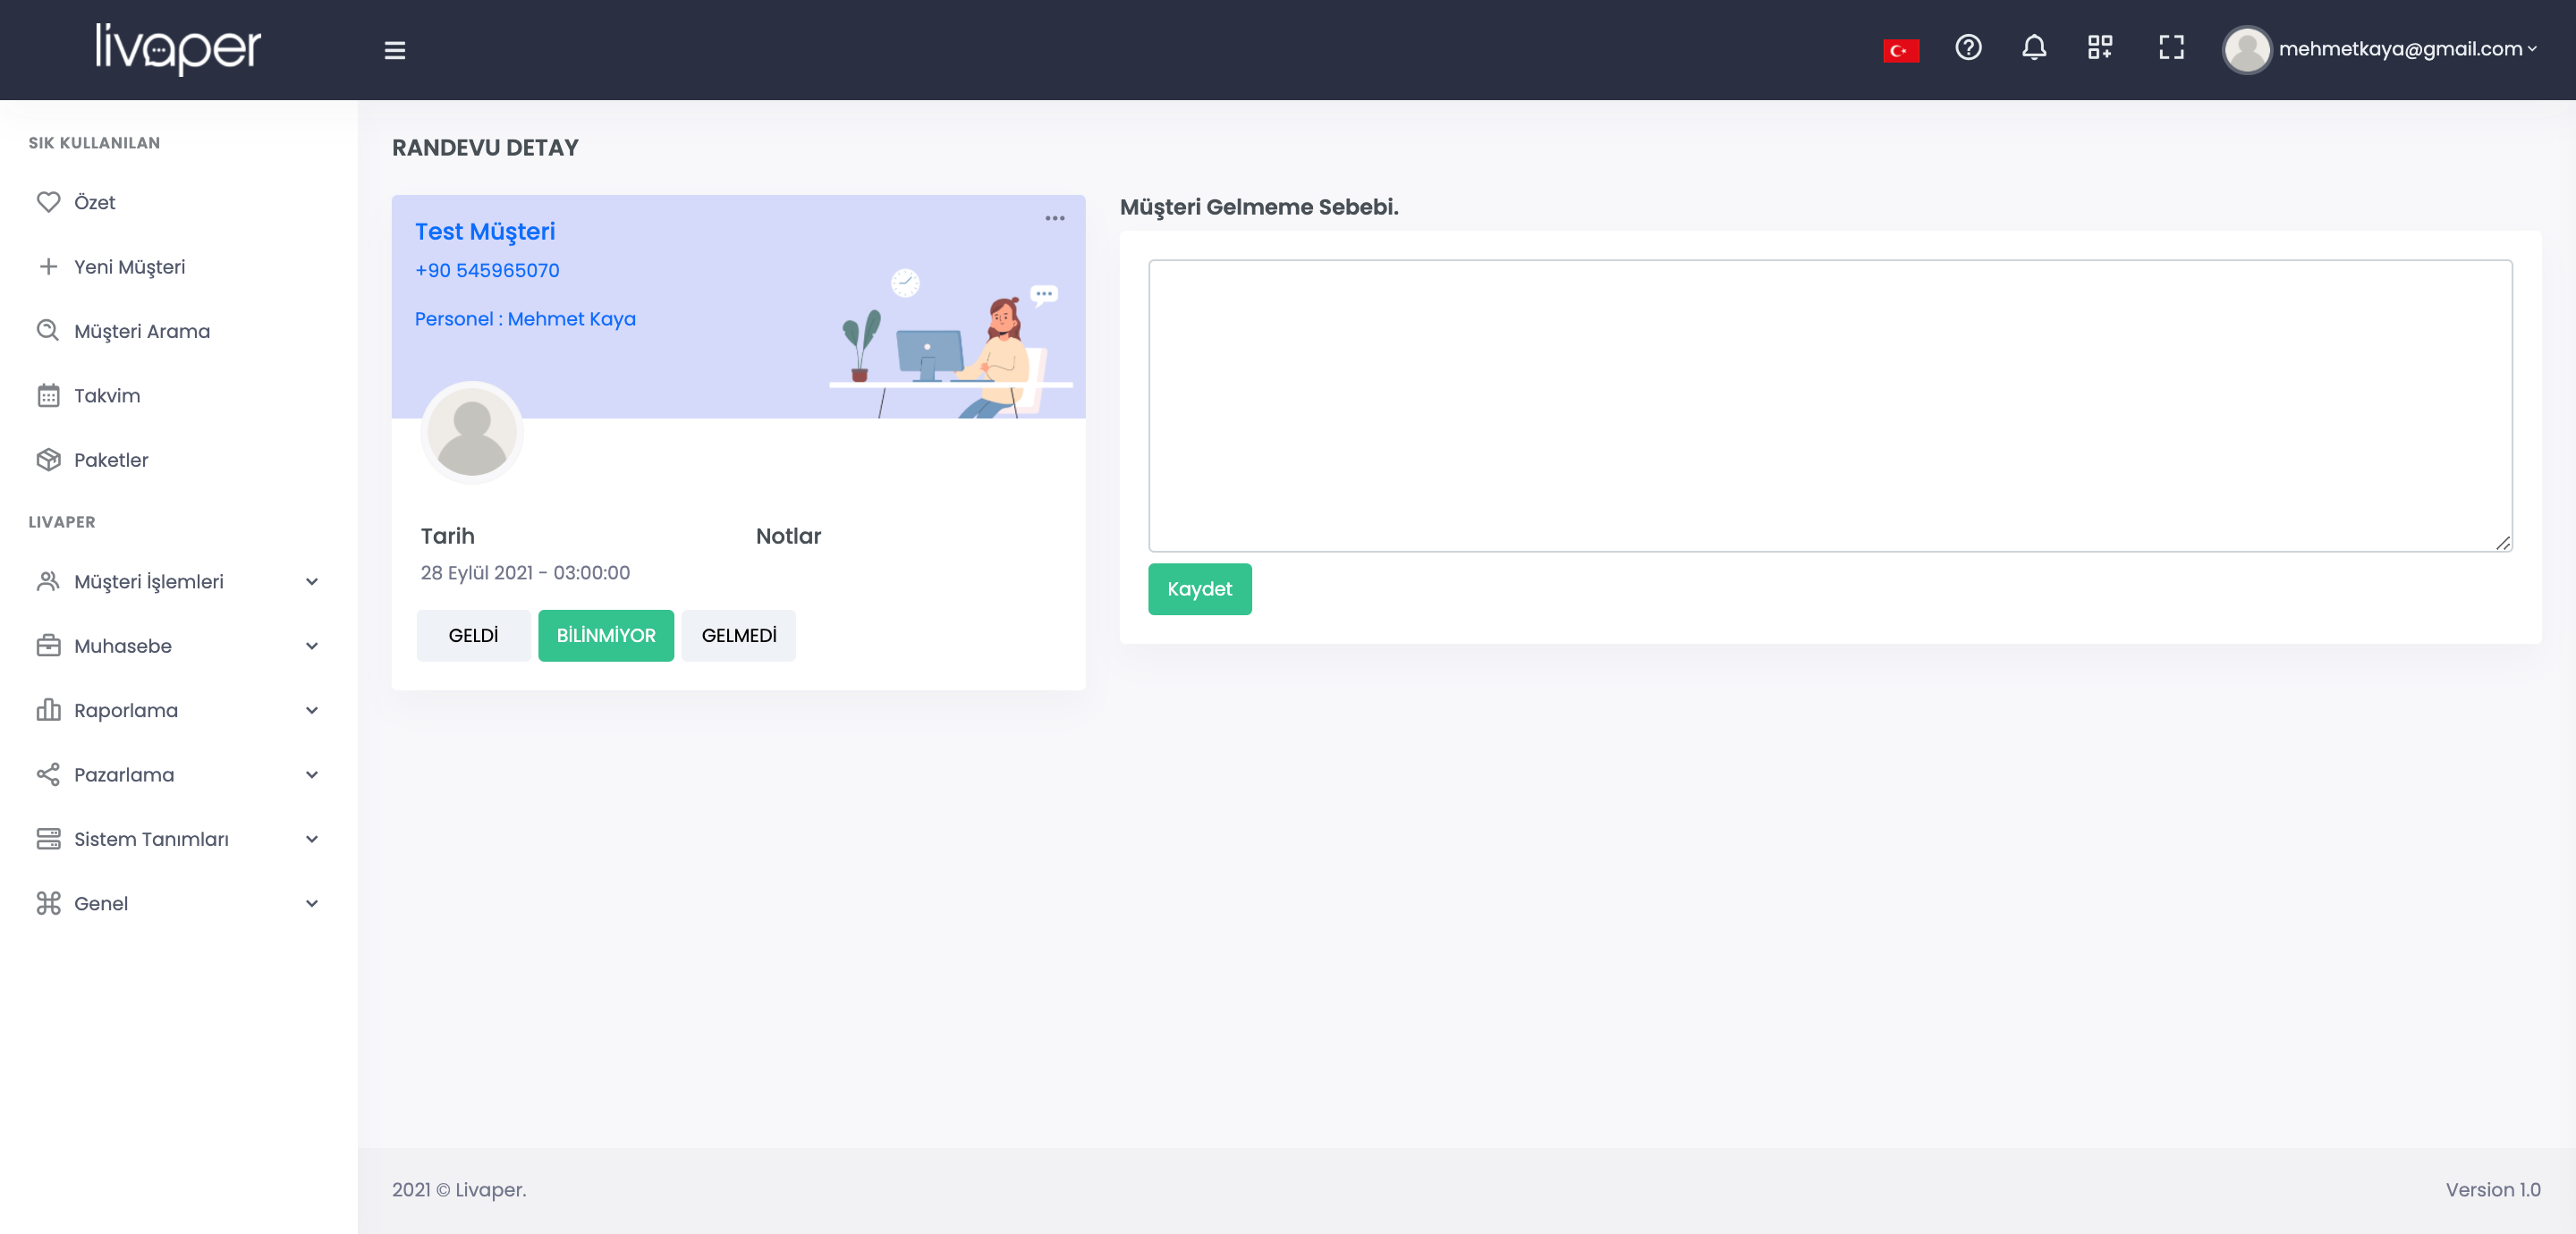 livaper
mehmetkaya@gmail.com
SIK KULLANILAN
Özet
Yeni Müşteri
Müşteri Arama
Takvim
Paketler
LIVAPER
Müşteri İşlemleri
Muhasebe
Raporlama
Pazarlama
Sistem Tanımları
Genel
RANDEVU DETAY
Test Müşteri
+90 545965070
Personel : Mehmet Kaya
Tarih
28 Eylül 2021 - 03:00:00
Notlar
GELDİ BİLİNMİYOR GELMEDİ
Müşteri Gelmeme Sebebi.
Kaydet
2021 © Livaper.
Version 1.0